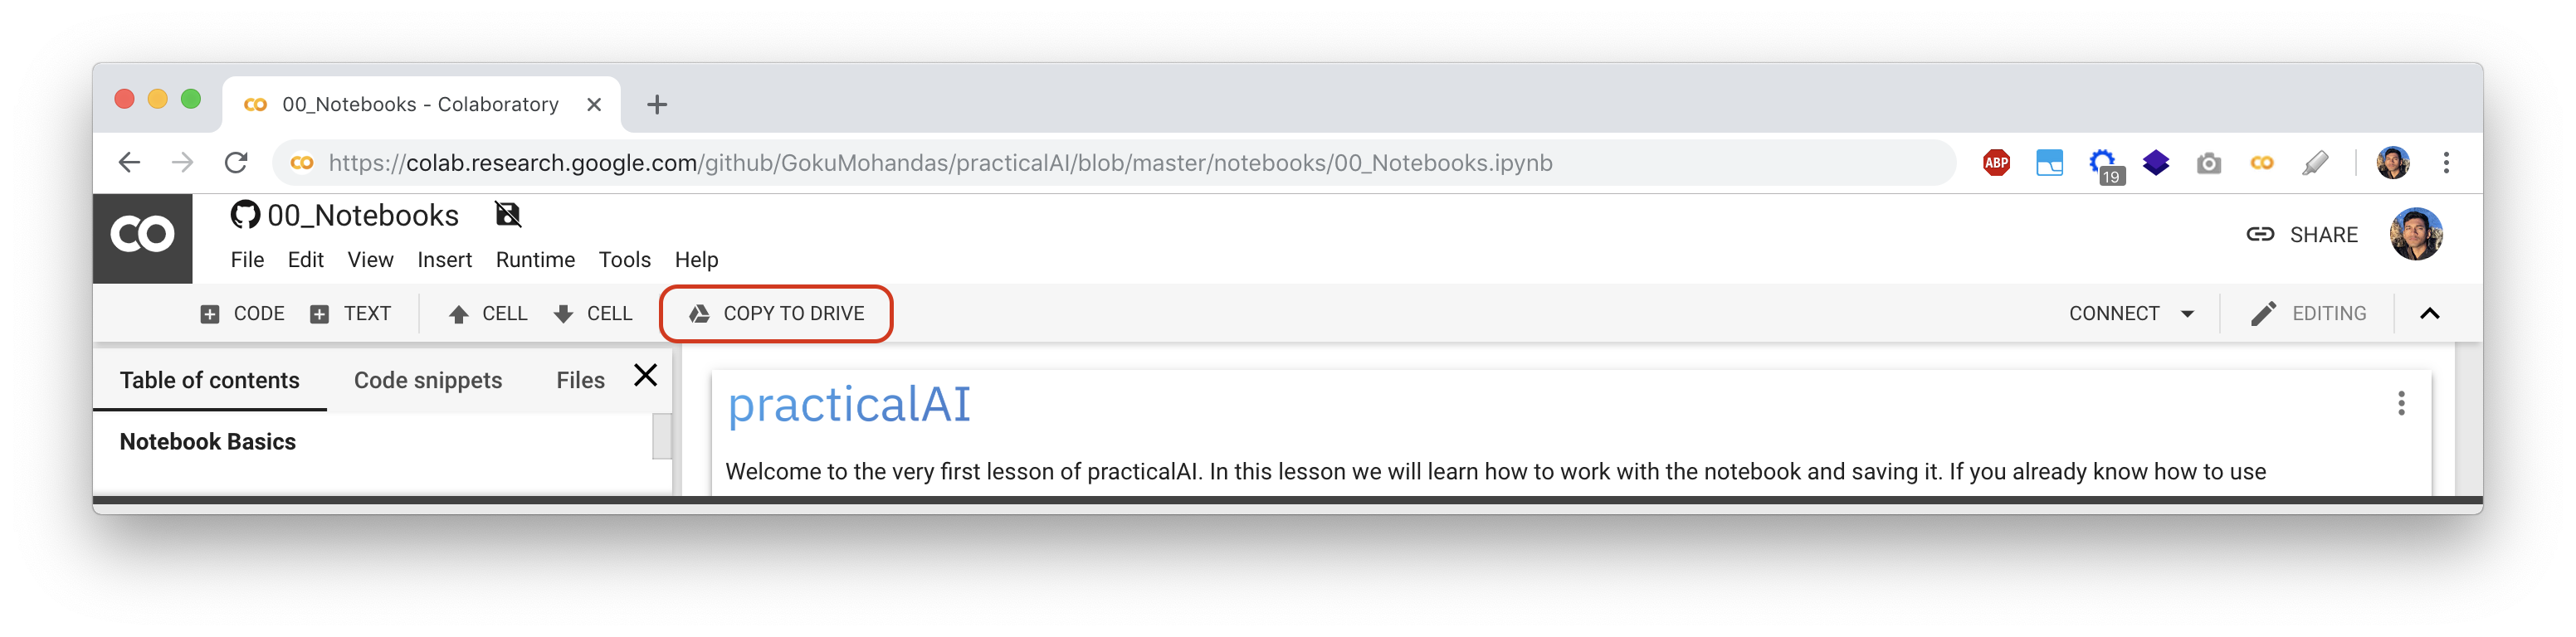 00_Notebooks - Colaboratory
https://colab.research.google.com/github/GokuMohandas/practicalAI/blob/master/notebooks/00_Notebooks.ipynb
ABP
19
CO
00_Notebooks
SHARE
File Edit View Insert Runtime Tools Help
CODE TEXT CELL CELL COPY TO DRIVE CONNECT EDITING
Table of contents Code snippets Files
practicalAI
Notebook Basics
Welcome to the very first lesson of practicalAI. In this lesson we will learn how to work with the notebook and saving it. If you already know how to use